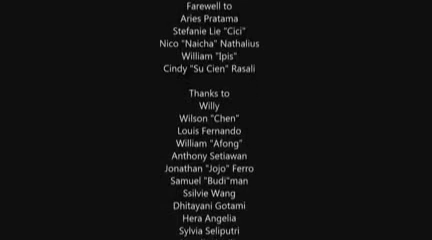 Farewell to
Aries Pratama
Stefanie Lie "Cici"
Nico "Naicha" Nathalius
William "Ipis"
Cindy "Su Cien" Rasali
Thanks to
Willy
Wilson "Chen"
Louis Fernando
William "Afong"
Anthony Setiawan
Jonathan "Jojo" Ferro
Samuel "Budi"man
Ssilvie Wang
Dhitayani Gotami
Hera Angelia
Sylvia Seliputri